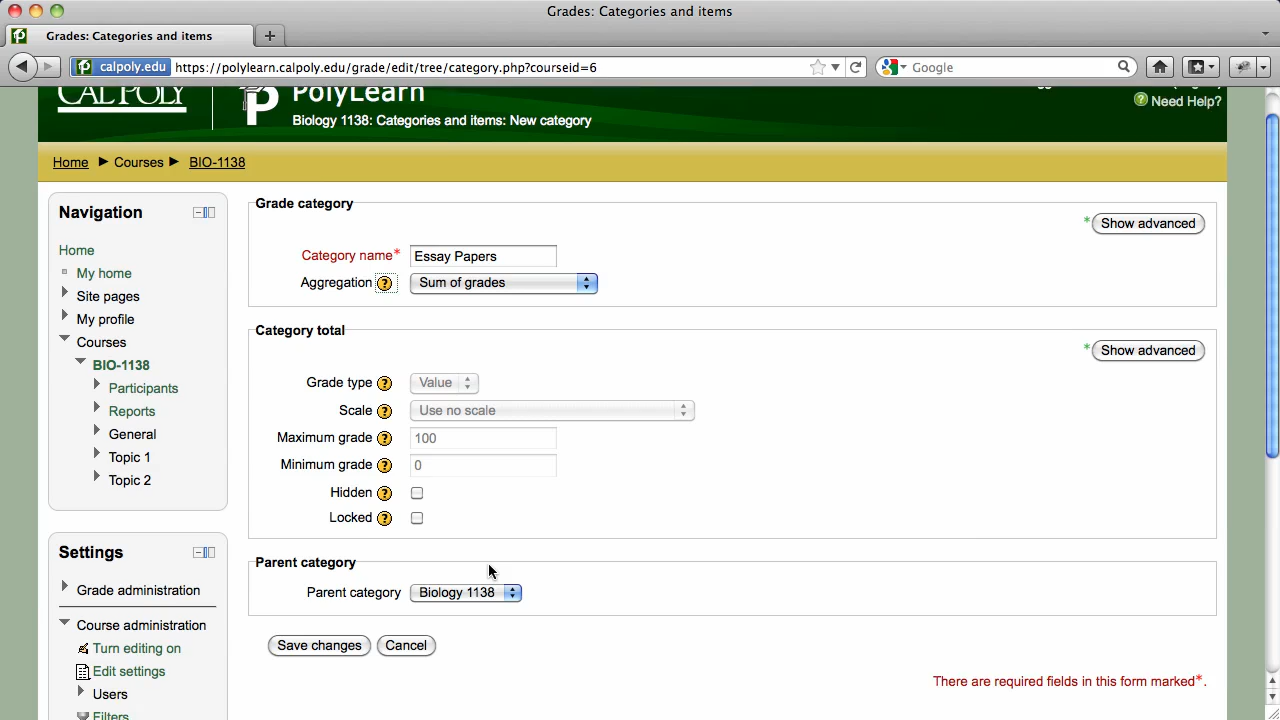 Grades: Categories and items
Grades: Categories and items
calpoly.edu https://polylearn.calpoly.edu/grade/edit/tree/category.php?courseid=6
Google
CAL POLY
PolyLearn
Biology 1138: Categories and items: New category
Need Help?
Home ► Courses ► BIO-1138
Navigation
Home
My home
Site pages
My profile
Courses
BIO-1138
Participants
Reports
General
Topic 1
Topic 2
Settings
Grade administration
Course administration
Turn editing on
Edit settings
Users
Filters
Grade category
* Show advanced
Category name* Essay Papers
Aggregation ? Sum of grades
Category total
* Show advanced
Grade type ? Value
Scale ? Use no scale
Maximum grade ? 100
Minimum grade ? 0
Hidden ?
Locked ?
Parent category
Parent category Biology 1138
Save changes Cancel
There are required fields in this form marked*.